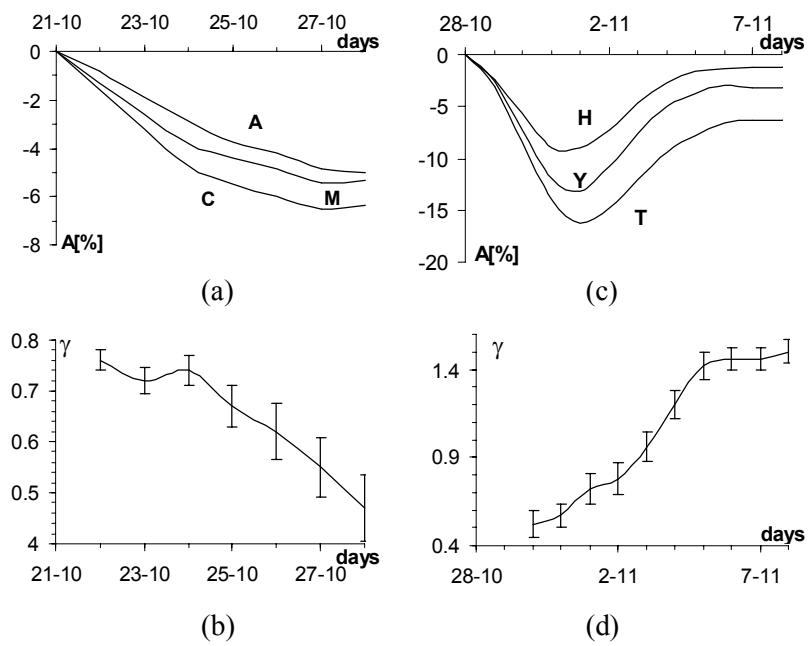 21-10 23-10 25-10 27-10
days
0
-2
-4
-6
-8
A
M
C
A[%]
(a)
28-10 2-11 7-11
days
0
-5
-10
-15
-20
H
Y
T
A[%]
(c)
γ
0.8
0.7
0.6
0.5
4
days
21-10 23-10 25-10 27-10
(b)
γ
1.4
0.9
0.4
days
28-10 2-11 7-11
(d)